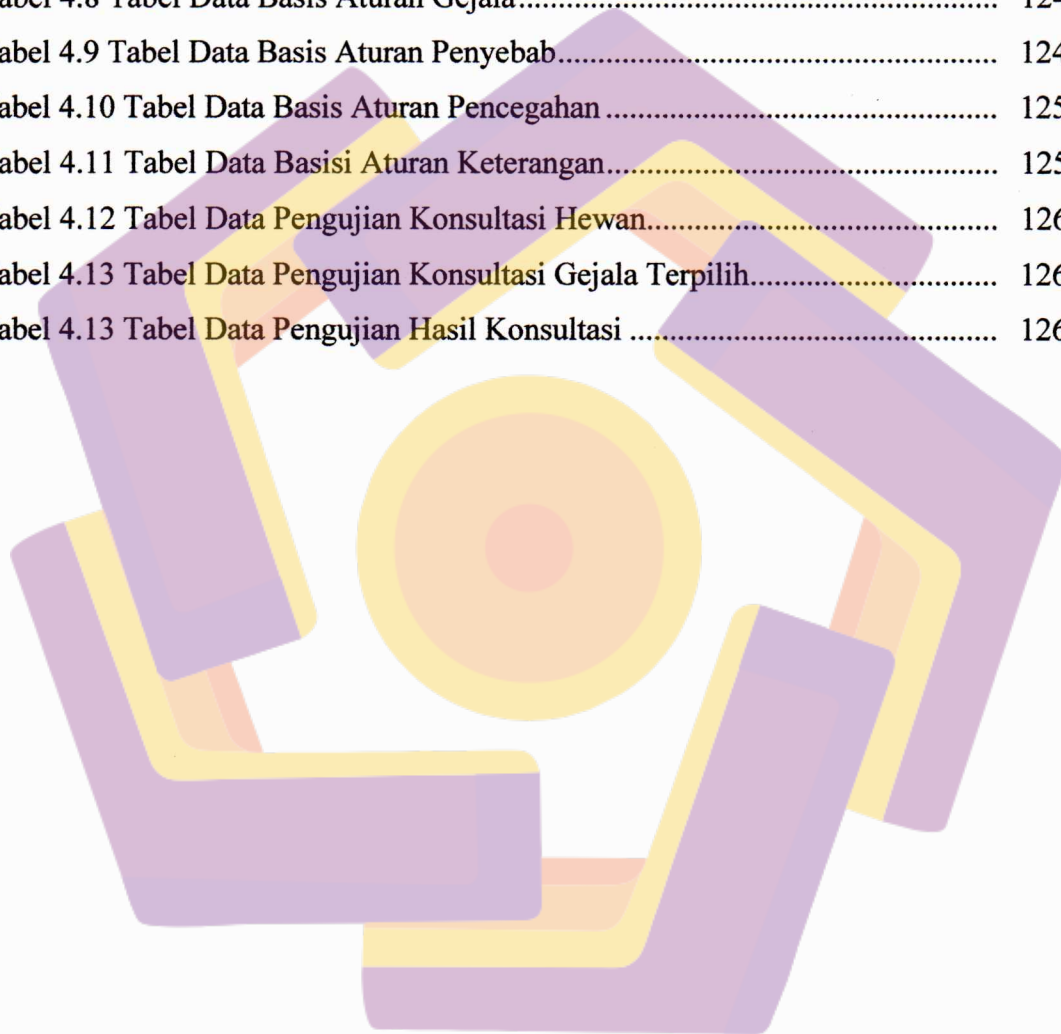 abel 4.8 Tabel Data Basis Aturan Gejala.......................................................... 124
abel 4.9 Tabel Data Basis Aturan Penyebab..................................................... 124
abel 4.10 Tabel Data Basis Aturan Pencegahan ............................................... 125
abel 4.11 Tabel Data Basisi Aturan Keterangan............................................... 125
abel 4.12 Tabel Data Pengujian Konsultasi Hewan.......................................... 126
abel 4.13 Tabel Data Pengujian Konsultasi Gejala Terpilih.............................. 126
abel 4.13 Tabel Data Pengujian Hasil Konsultasi ............................................ 126